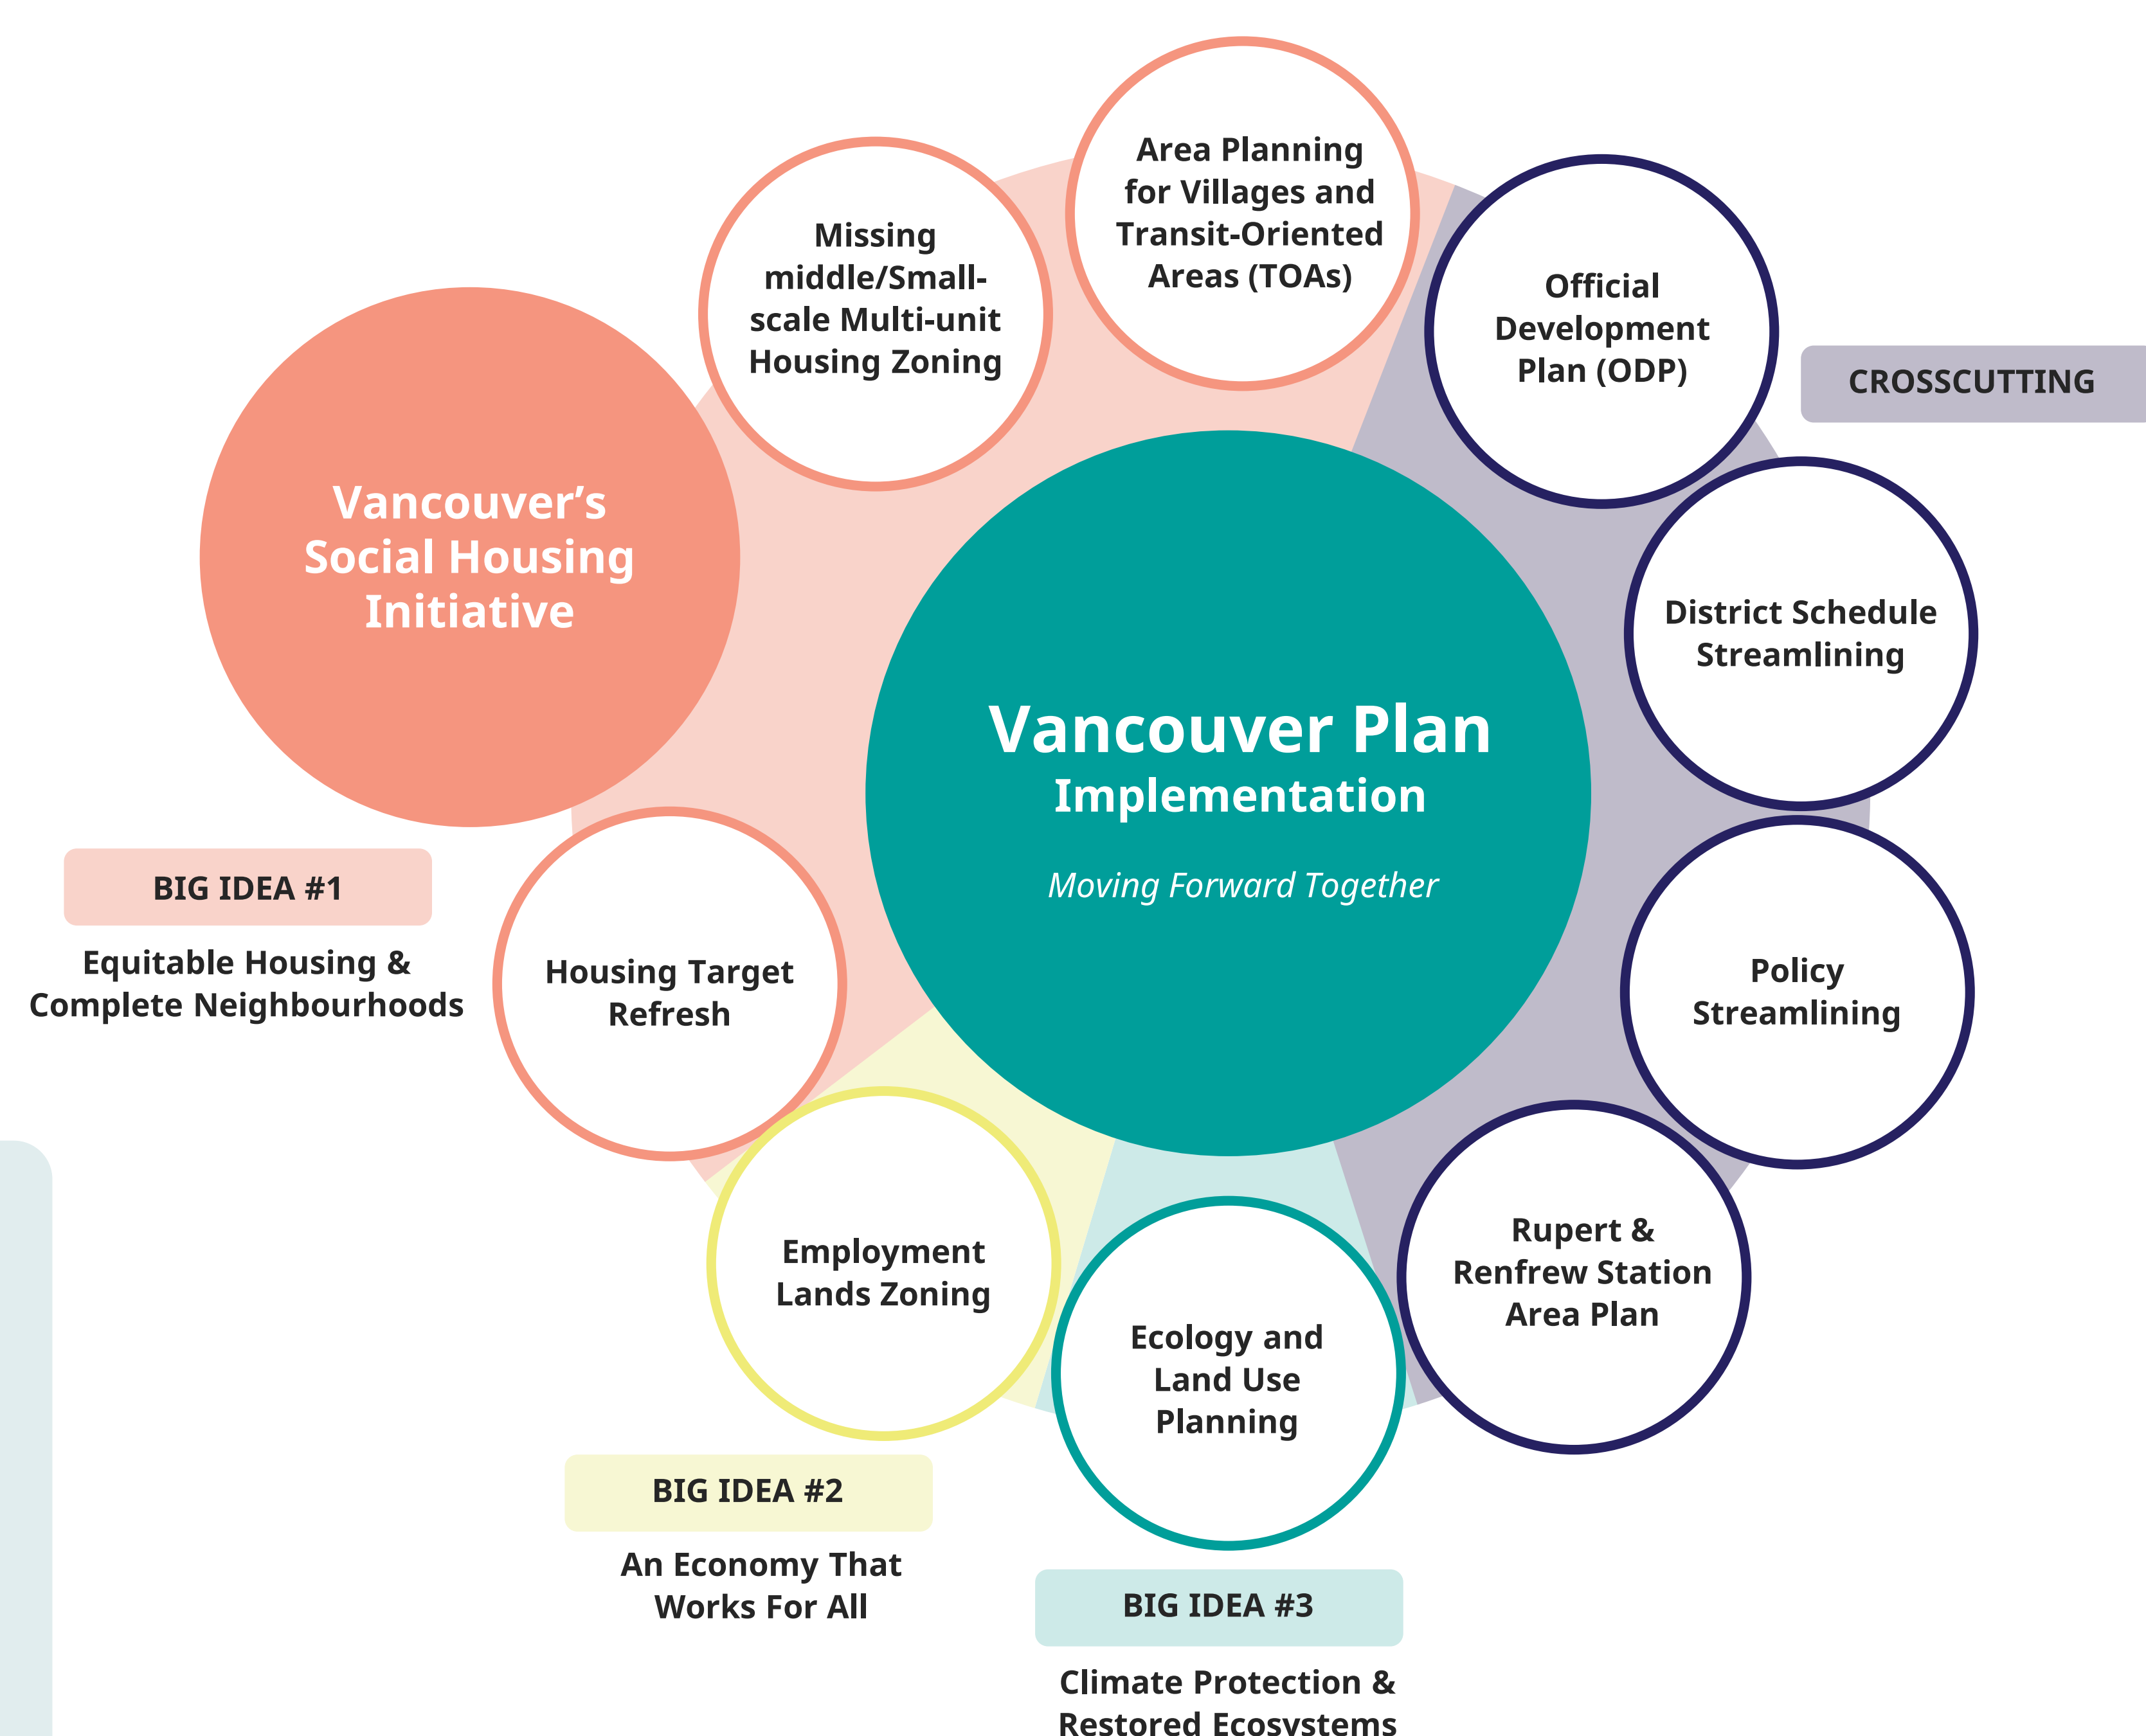 Area Planning
for Villages and
Transit-Oriented
Areas (TOAs)
Missing
middle/Small-
scale Multi-unit
Housing Zoning
Official
Development
Plan (ODP)
CROSSCUTTING
Vancouver’s
Social Housing
Initiative
District Schedule
Streamlining
Vancouver Plan
Implementation
Moving Forward Together
BIG IDEA #1
Equitable Housing &
Complete Neighbourhoods
Housing Target
Refresh
Policy
Streamlining
Employment
Lands Zoning
Rupert &
Renfrew Station
Area Plan
Ecology and
Land Use
Planning
BIG IDEA #2
An Economy That
Works For All
BIG IDEA #3
Climate Protection &
Restored Ecosystems